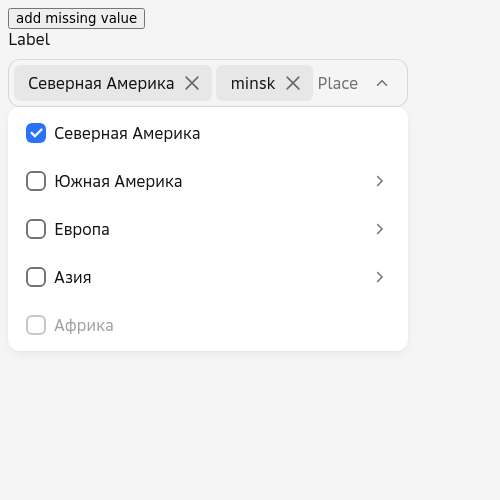 add missing value
Label
Северная Америка minsk Place
Северная Америка
Южная Америка
Европа
Азия
Африка